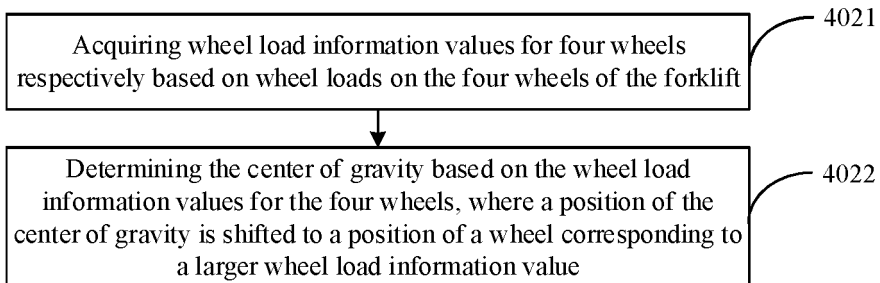 Acquiring wheel load information values for four wheels
respectively based on wheel loads on the four wheels of the forklift
4021
Determining the center of gravity based on the wheel load
information values for the four wheels, where a position of the
center of gravity is shifted to a position of a wheel corresponding to
a larger wheel load information value
4022